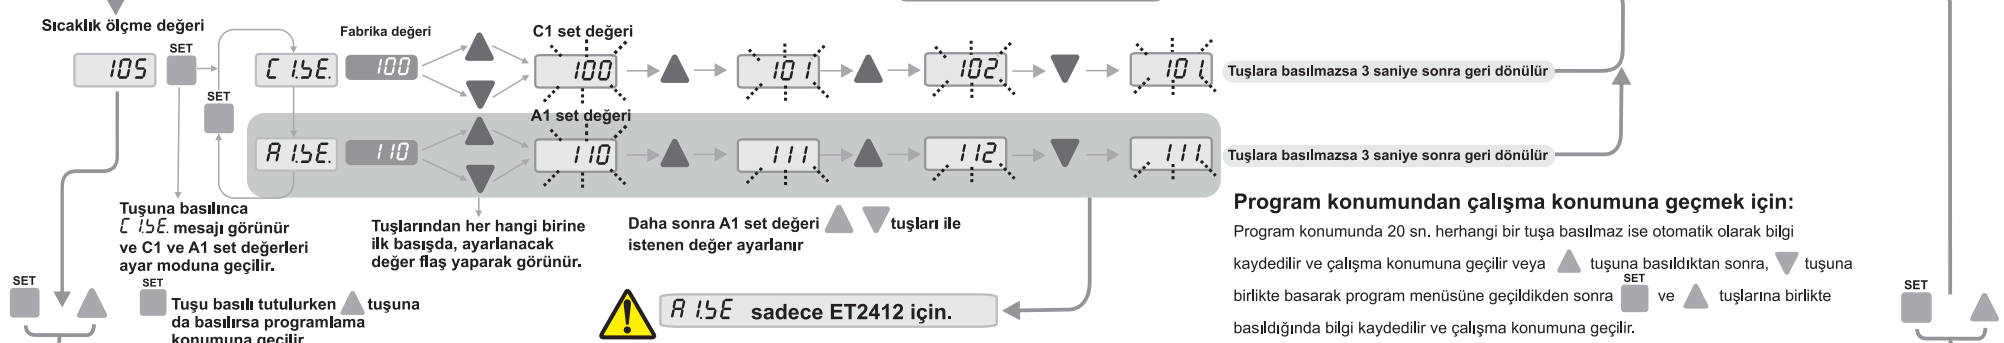 Sıcaklık ölçme değeri
105
SET
SET
C1.SE.
Fabrika değeri
100
C1 set değeri
100
101
102
101
Tuşlara basılmazsa 3 saniye sonra geri dönülür
A1.SE.
110
A1 set değeri
110
111
112
111
Tuşlara basılmazsa 3 saniye sonra geri dönülür
Tuşuna basılınca
C1.SE. mesajı görünür
ve C1 ve A1 set değerleri
ayar moduna geçilir.
Tuşlarından her hangi birine
ilk basışda, ayarlanacak
değer flaş yaparak görünür.
Daha sonra A1 set değeri tuşları ile
istenen değer ayarlanır
SET
SET
Tuşu basılı tutulurken tuşuna
da basılırsa programlama
konumuna geçilir
A1.SE sadece ET2412 için.
Program konumundan çalışma konumuna geçmek için:
Program konumunda 20 sn. herhangi bir tuşa basılmaz ise otomatik olarak bilgi
kaydedilir ve çalışma konumuna geçilir veya tuşuna basıldıktan sonra, tuşuna
SET
birlikte basarak program menüsüne geçildikden sonra ve tuşlarına birlikte
basıldığında bilgi kaydedilir ve çalışma konumuna geçilir.
SET